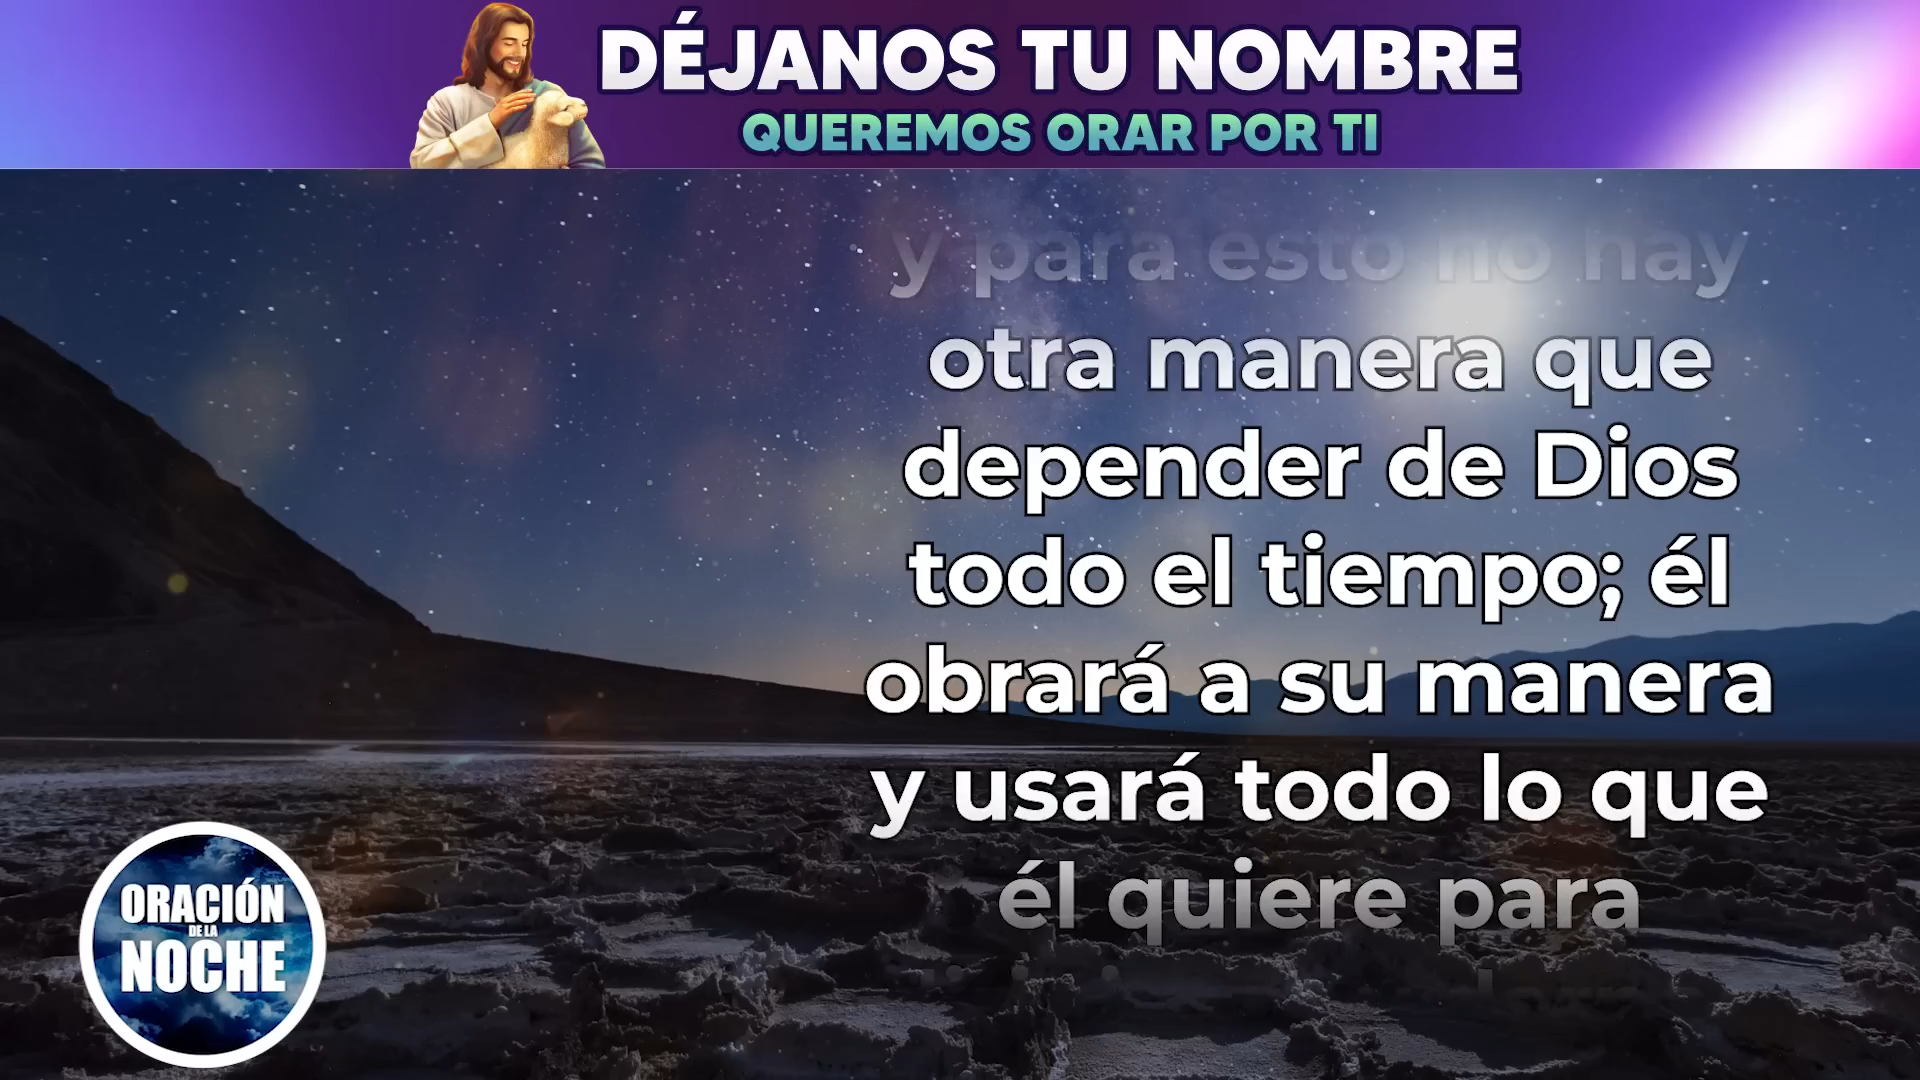 DÉJANOS TU NOMBRE
QUEREMOS ORAR POR TI
y para esto no hay
otra manera que
depender de Dios
todo el tiempo; él
obrará a su manera
y usará todo lo que
él quiere para
ORACIÓN
DE LA
NOCHE